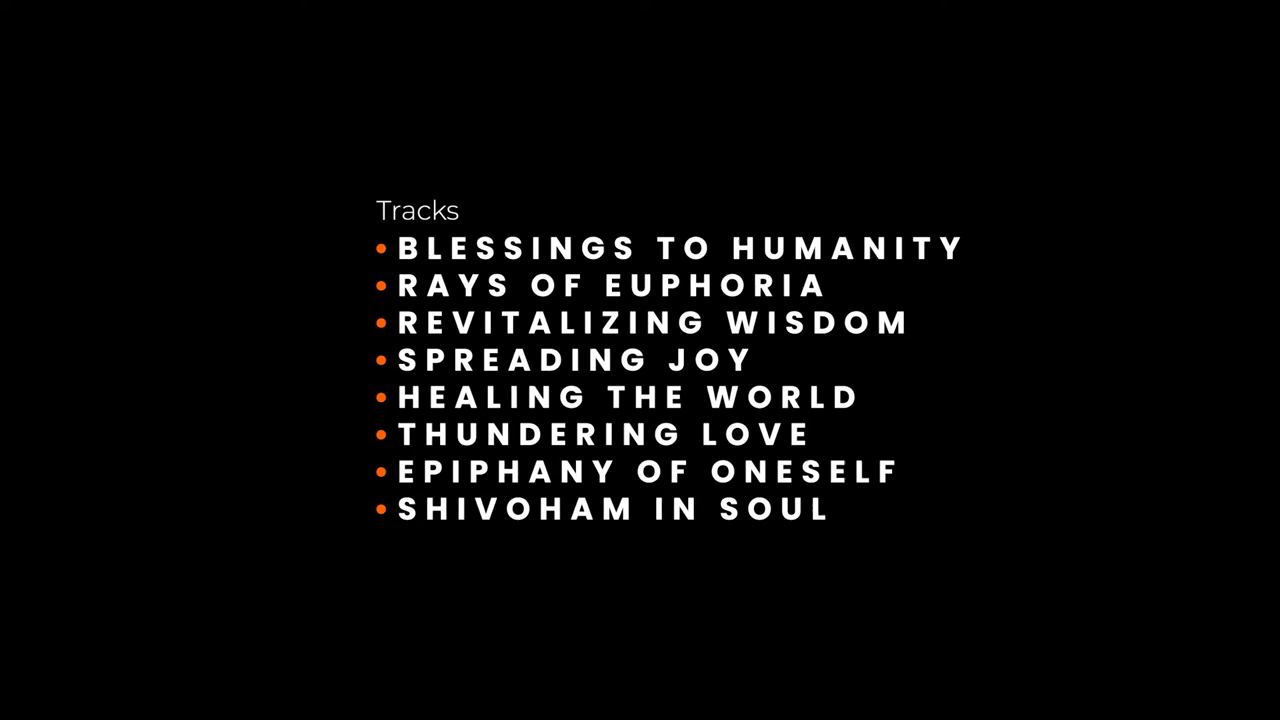 Tracks
• BLESSINGS TO HUMANITY
• RAYS OF EUPHORIA
• REVITALIZING WISDOM
• SPREADING JOY
• HEALING THE WORLD
• THUNDERING LOVE
• EPIPHANY OF ONESELF
• SHIVOHAM IN SOUL